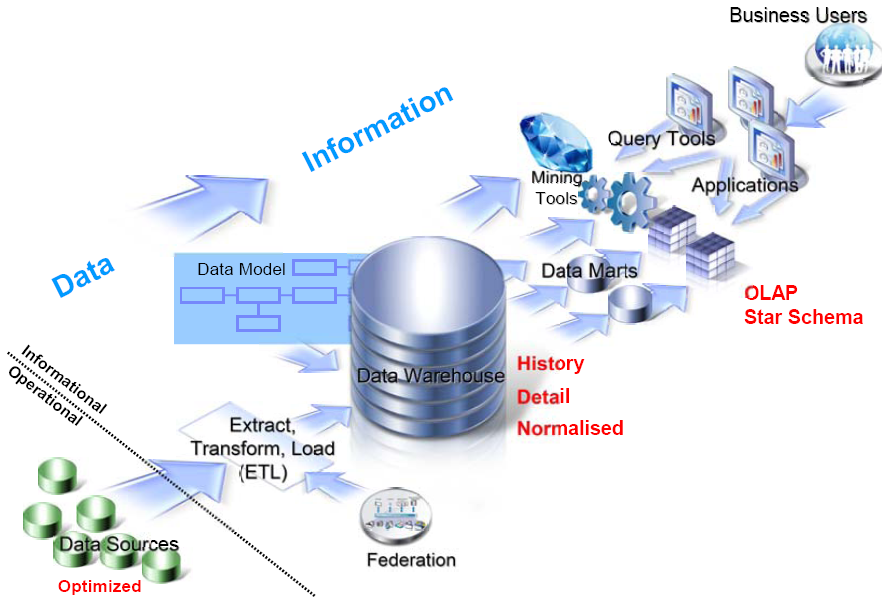 Business Users
Information
Query Tools
Mining
Tools
Applications
Data
Data Model
Data Marts
OLAP
Star Schema
History
Data Warehouse
Detail
Normalised
Informational
Operational
Extract,
Transform, Load
(ETL)
Data Sources
Federation
Optimized